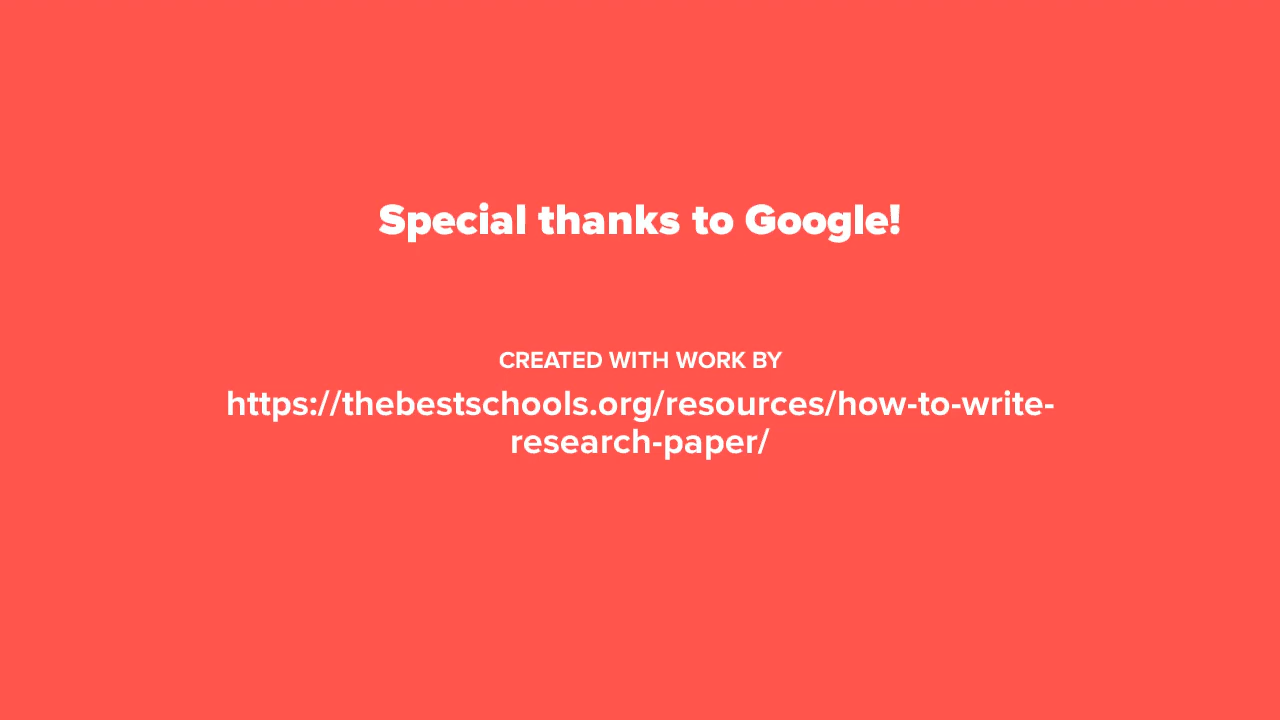 Special thanks to Google!
CREATED WITH WORK BY
https://thebestschools.org/resources/how-to-write-
research-paper/